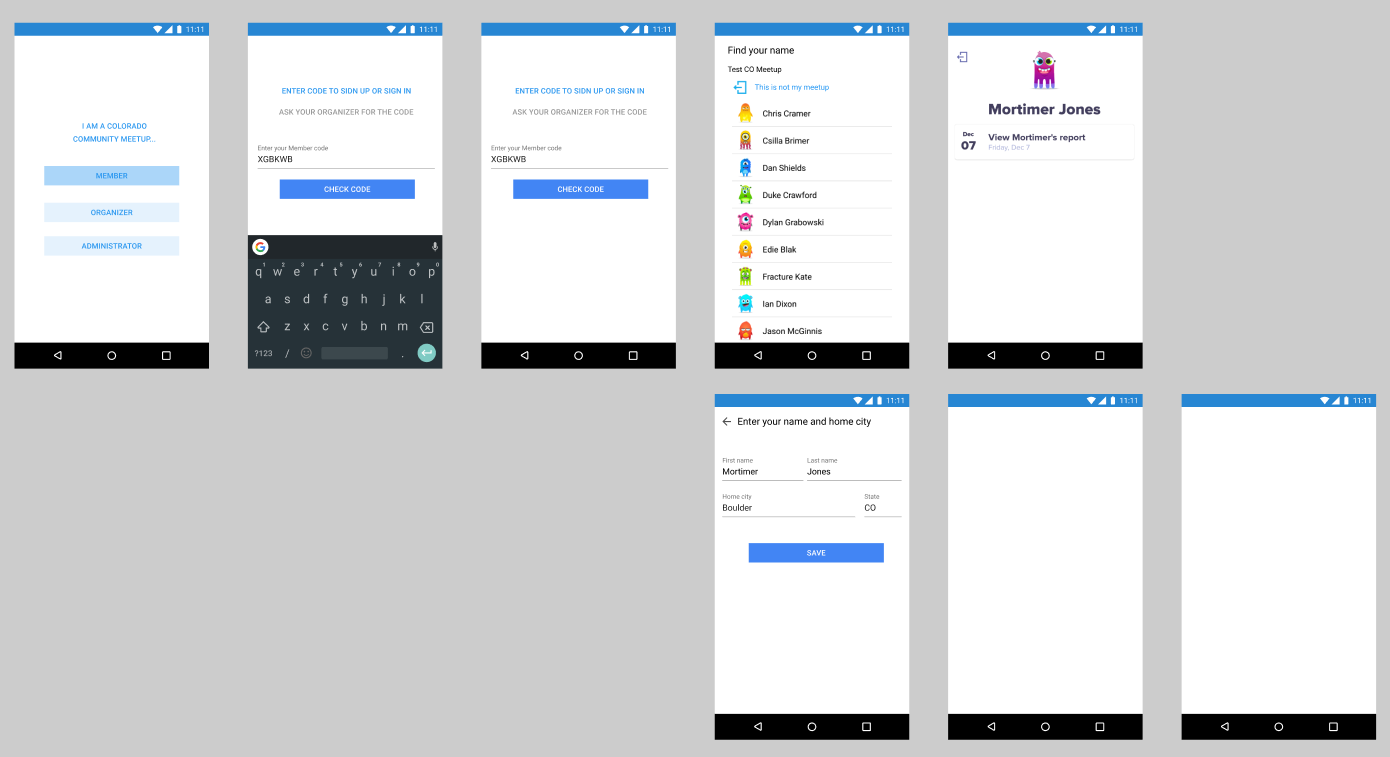 11:11
I AM A COLORADO
COMMUNITY MEETUP...
MEMBER
ORGANIZER
ADMINISTRATOR
11:11
ENTER CODE TO SIDN UP OR SIGN IN
ASK YOUR ORGANIZER FOR THE CODE
Enter your Member code
XGBKWB
CHECK CODE
G
1 2 3 4 5 6 7 8 9 0
q w e r t y u i o p
a s d f g h j k l
z x c v b n m
?123 / .
11:11
ENTER CODE TO SIDN UP OR SIGN IN
ASK YOUR ORGANIZER FOR THE CODE
Enter your Member code
XGBKWB
CHECK CODE
11:11
Find your name
Test CO Meetup
This is not my meetup
Chris Cramer
Csilla Brimer
Dan Shields
Duke Crawford
Dylan Grabowski
Edie Blak
Fracture Kate
Ian Dixon
Jason McGinnis
11:11
Mortimer Jones
Dec
07
View Mortimer's report
Friday, Dec 7
11:11
Enter your name and home city
First name Last name
Mortimer Jones
Home city State
Boulder CO
SAVE
11:11
11:11